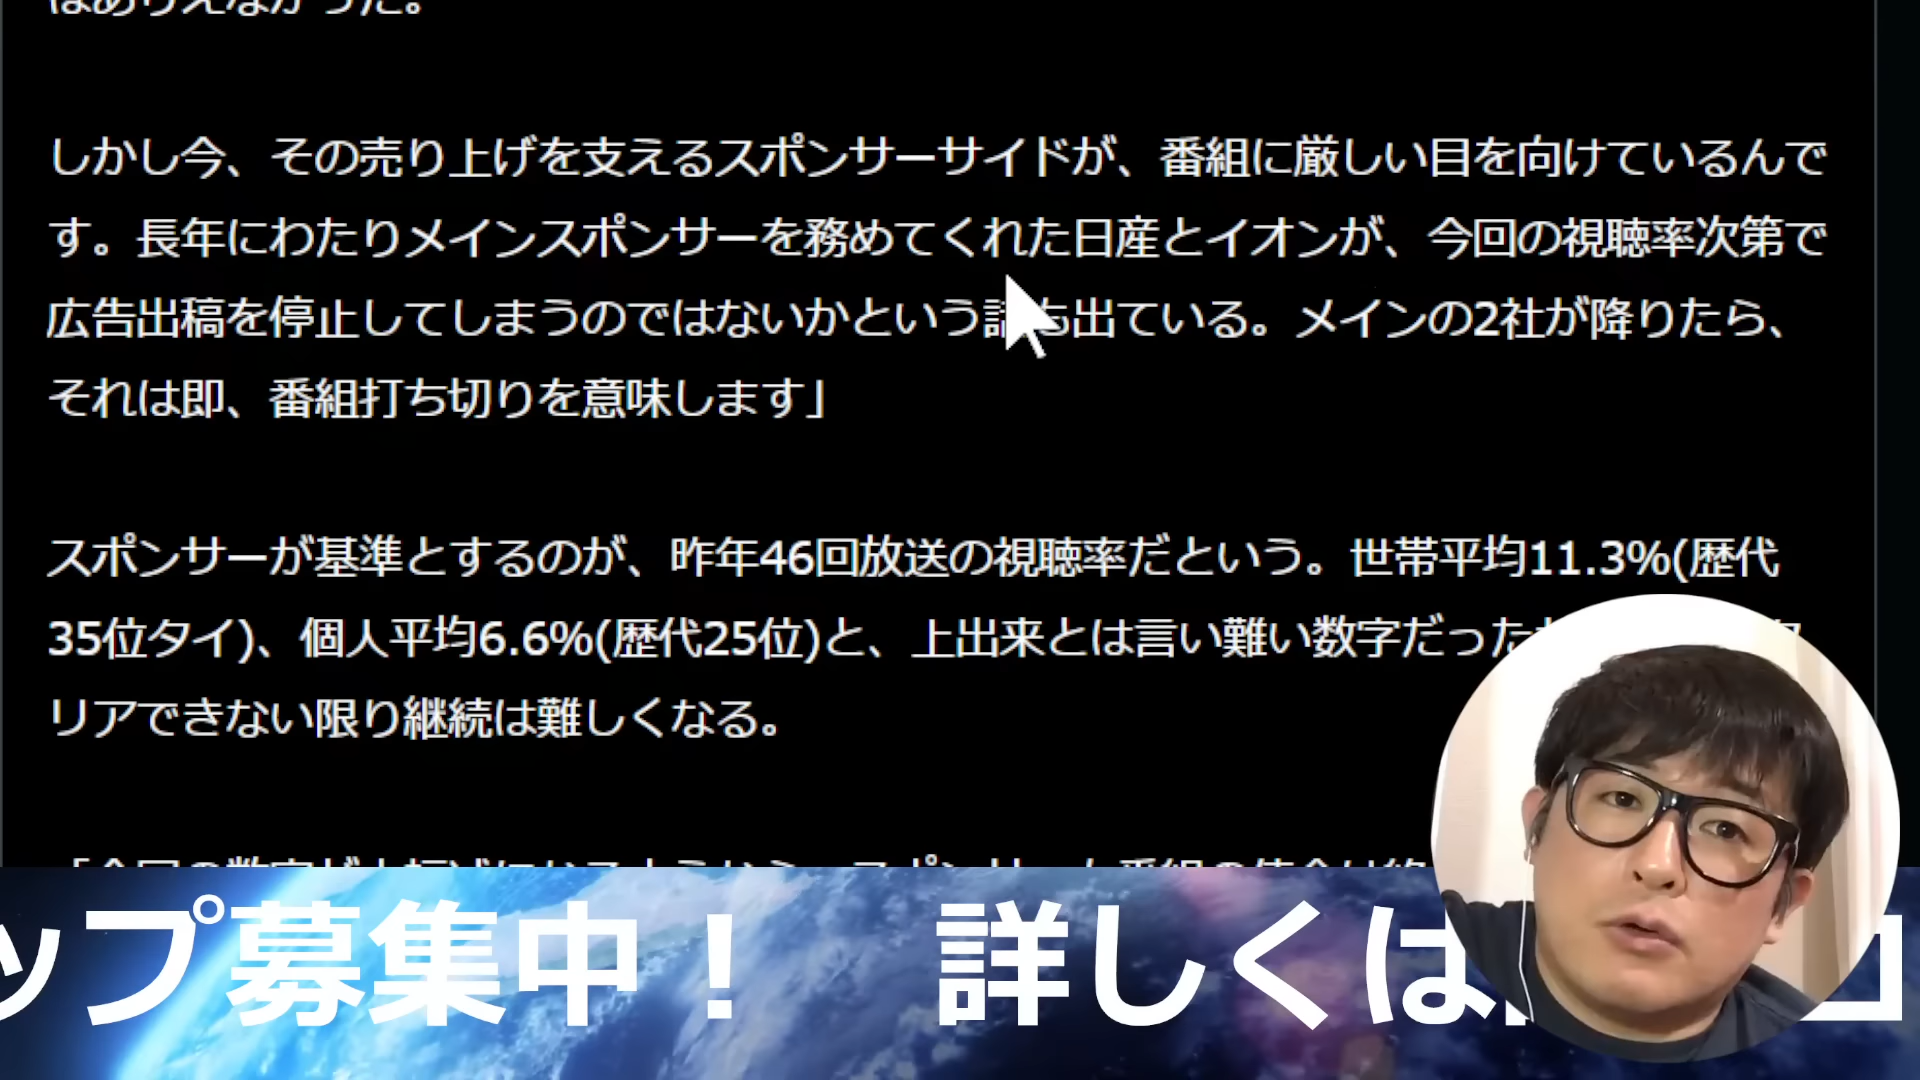 はありえなかった。
しかし今、その売り上げを支えるスポンサーサイドが、番組に厳しい目を向けているんで
す。長年にわたりメインスポンサーを務めてくれた日産とイオンが、今回の視聴率次第で
広告出稿を停止してしまうのではないかという話も出ている。メインの2社が降りたら、
それは即、番組打ち切りを意味します」
スポンサーが基準とするのが、昨年46回放送の視聴率だという。世帯平均11.3%(歴代
35位タイ)、個人平均6.6%(歴代25位)と、上出来とは言い難い数字だった
リアできない限り継続は難しくなる。
ップ募集中！ 詳しくは